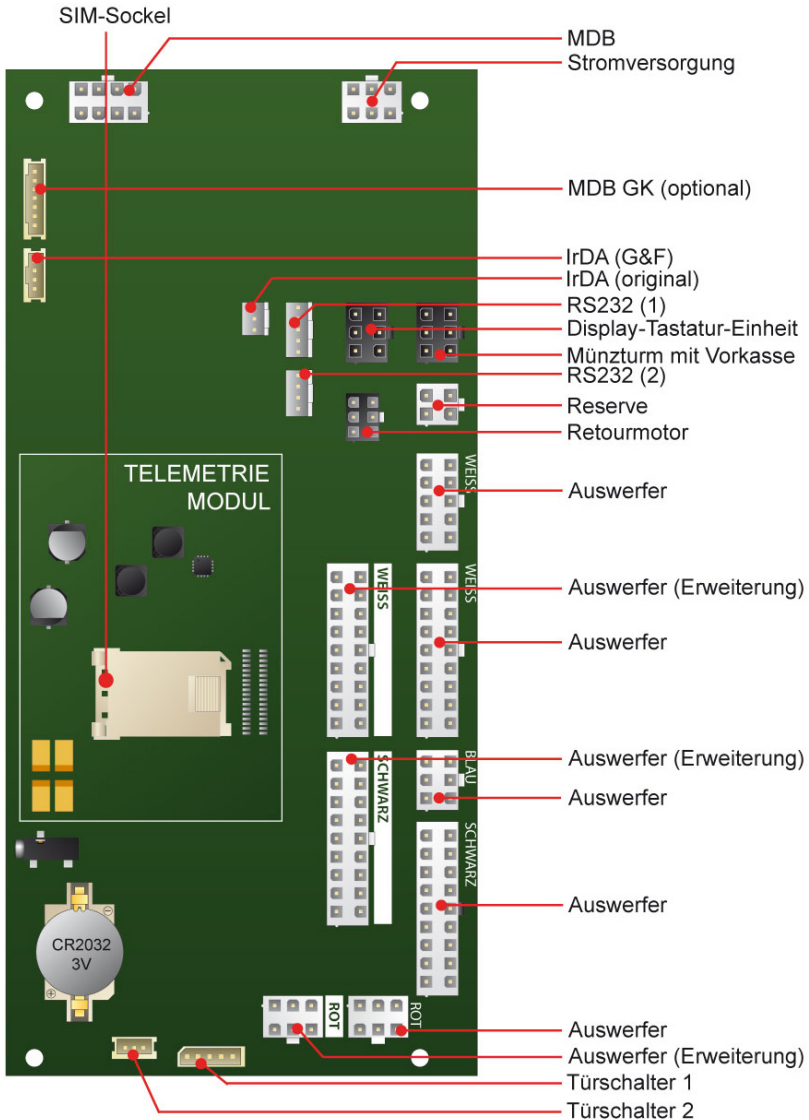 SIM-Sockel
MDB
Stromversorgung
MDB GK (optional)
IrDA (G&F)
IrDA (original)
RS232 (1)
Display-Tastatur-Einheit
Münzturm mit Vorkasse
RS232 (2)
Reserve
Retourmotor
TELEMETRIE
MODUL
WEISS
Auswerfer
WEISS
WEISS
Auswerfer (Erweiterung)
Auswerfer
SCHWARZ
BLAU
Auswerfer (Erweiterung)
Auswerfer
SCHWARZ
Auswerfer
CR2032
3V
ROT
ROT
Auswerfer
Auswerfer (Erweiterung)
Türschalter 1
Türschalter 2